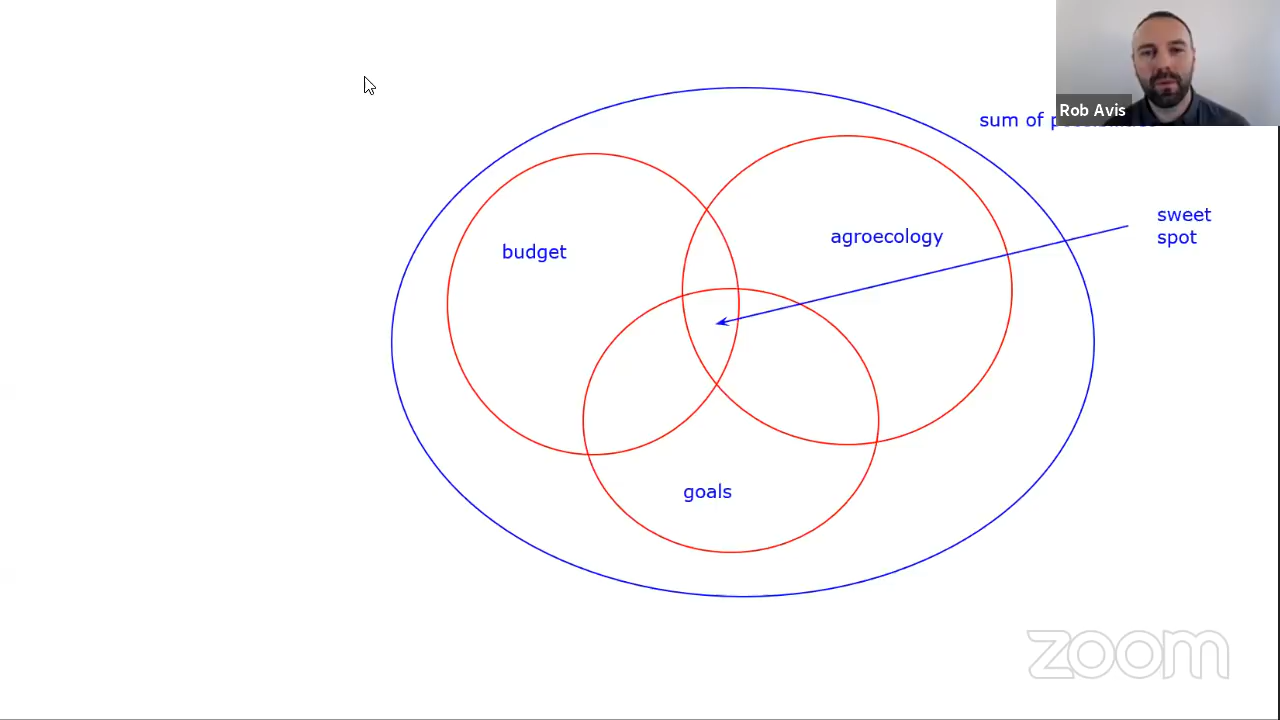 Rob Avis
sum of
sweet
spot
budget
agroecology
goals
zoom